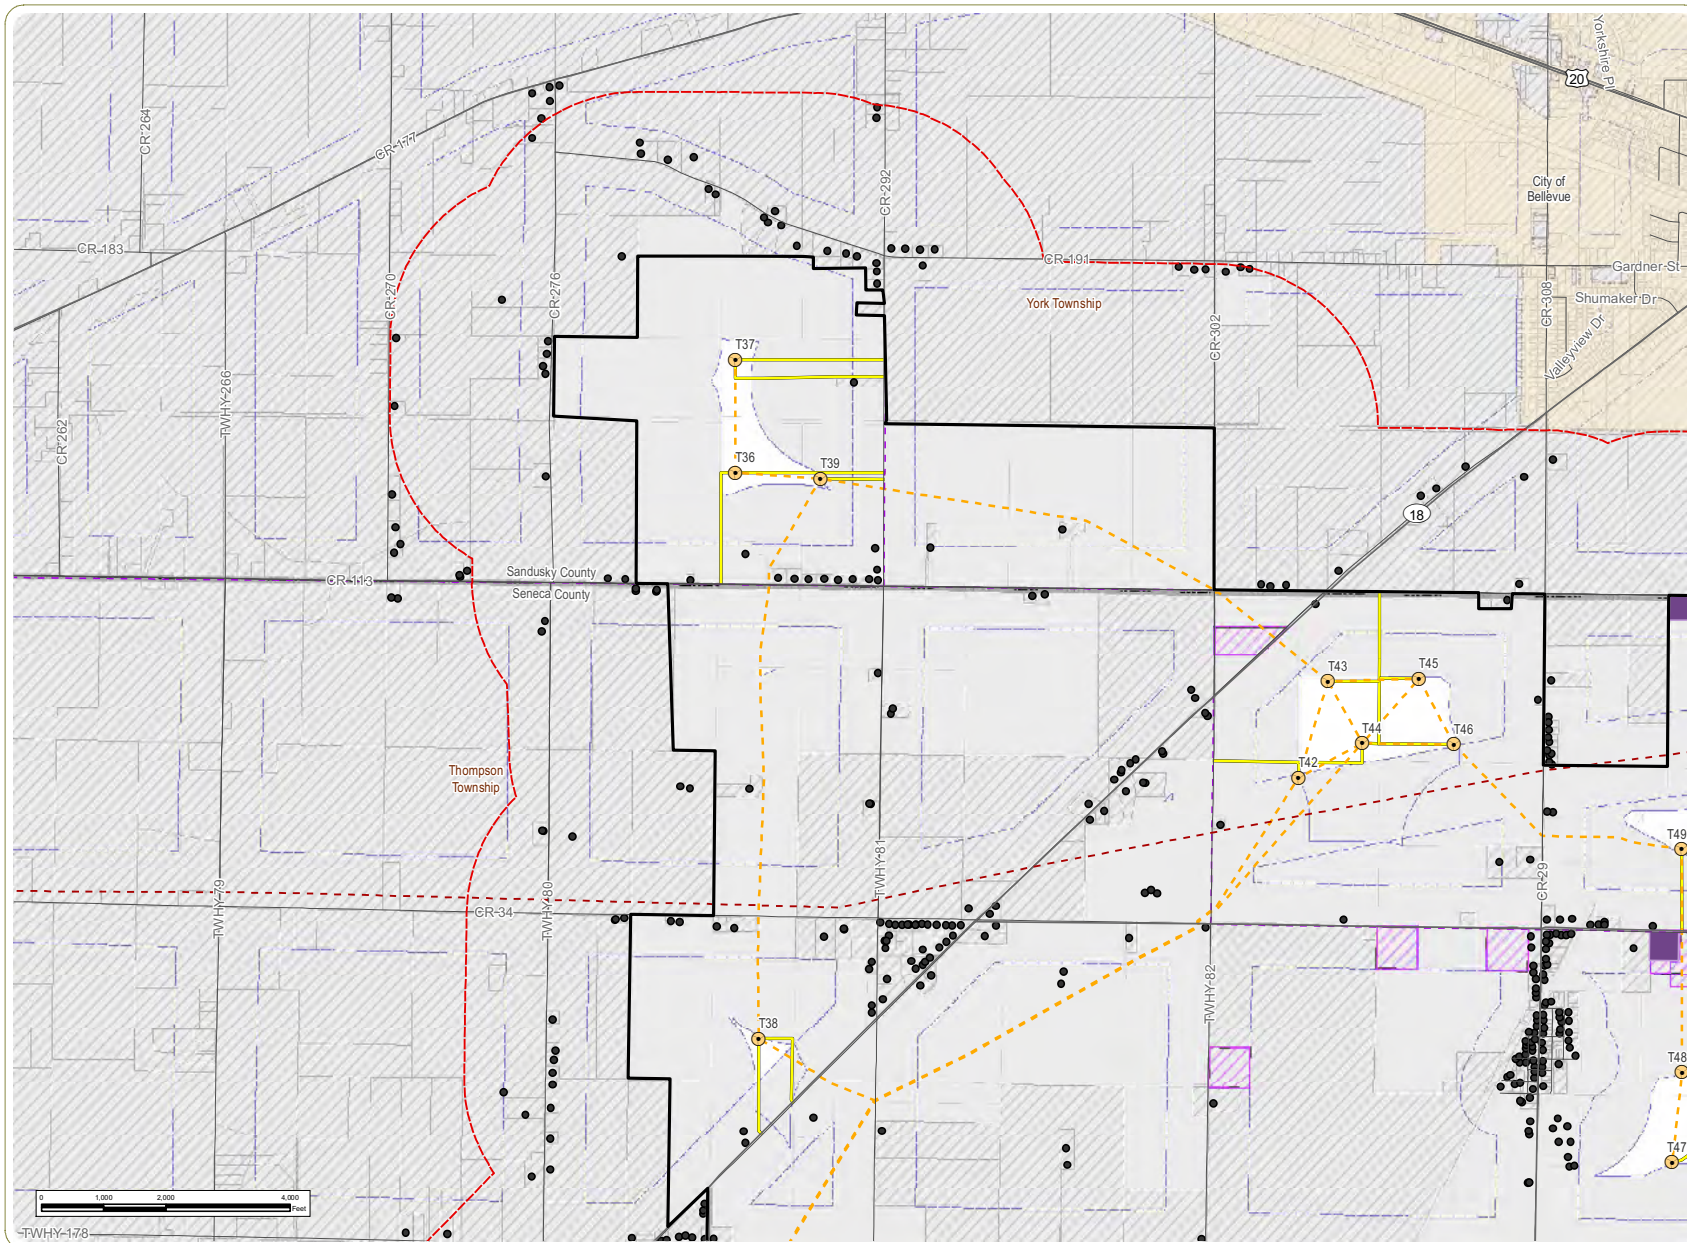 Yorkshire Pl
20
CR 264
CR 177
City of
Bellevue
CR 292
CR 183
CR 191
Gardner St
CR 270
CR 276
York Township
CR 308
Shumaker Dr
CR 302
Valleyview Dr
T37
TWHY 266
CR 262
T36
T39
18
Sandusky County
CR 113
Seneca County
T43
T45
T44
T46
Thompson
Township
T42
T49
TWHY 81
CR 29
TWHY 79
TWHY 80
CR 34
TWHY 82
T38
T48
T47
0
1,000
2,000
4,000
Feet
TWHY 178